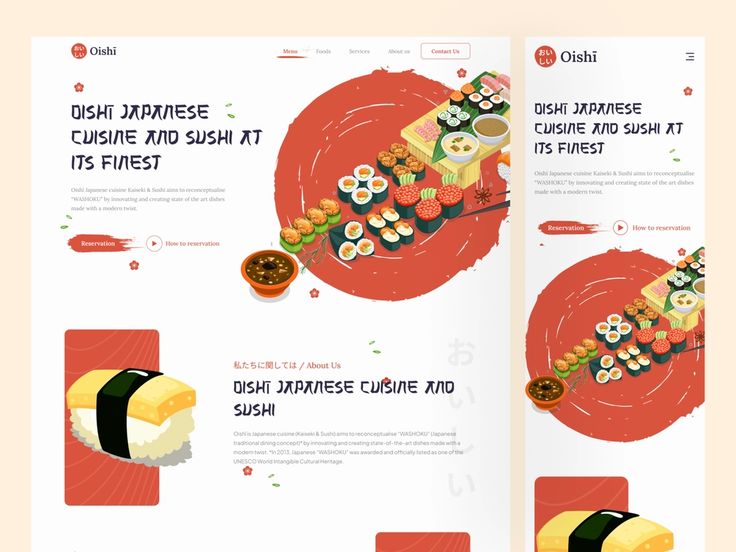 おい
しい
Oishī
Menu
Foods
Services
About us
Contact Us
OISHĪ JAPANESE
CUISINE AND SUSHI AT
ITS FINEST
Oishi Japanese cuisine Kaiseki & Sushi aims to reconceptualise
"WASHOKU" by innovating and creating state of the art dishes
made with a modern twist.
Reservation
How to reservation
私たちに関しては / About Us
OISHĪ JAPANESE CUISINE AND
SUSHI
Oishi is Japanese cuisine (Kaiseki & Sushi) aims to reconceptualise "WASHOKU" (Japanese
traditional dining concept)* by innovating and creating state-of-the-art dishes made with a
modern twist. *In 2013, Japanese "WASHOKU" was awarded and officially listed as one of the
UNESCO World Intangible Cultural Heritage.
おいしい
おい
しい
Oishī
OISHĪ JAPANESE
CUISINE AND SUSHI AT
ITS FINEST
Oishi Japanese cuisine Kaiseki & Sushi aims to reconceptualise
"WASHOKU" by innovating and creating state of the art dishes
made with a modern twist.
Reservation
How to reservation